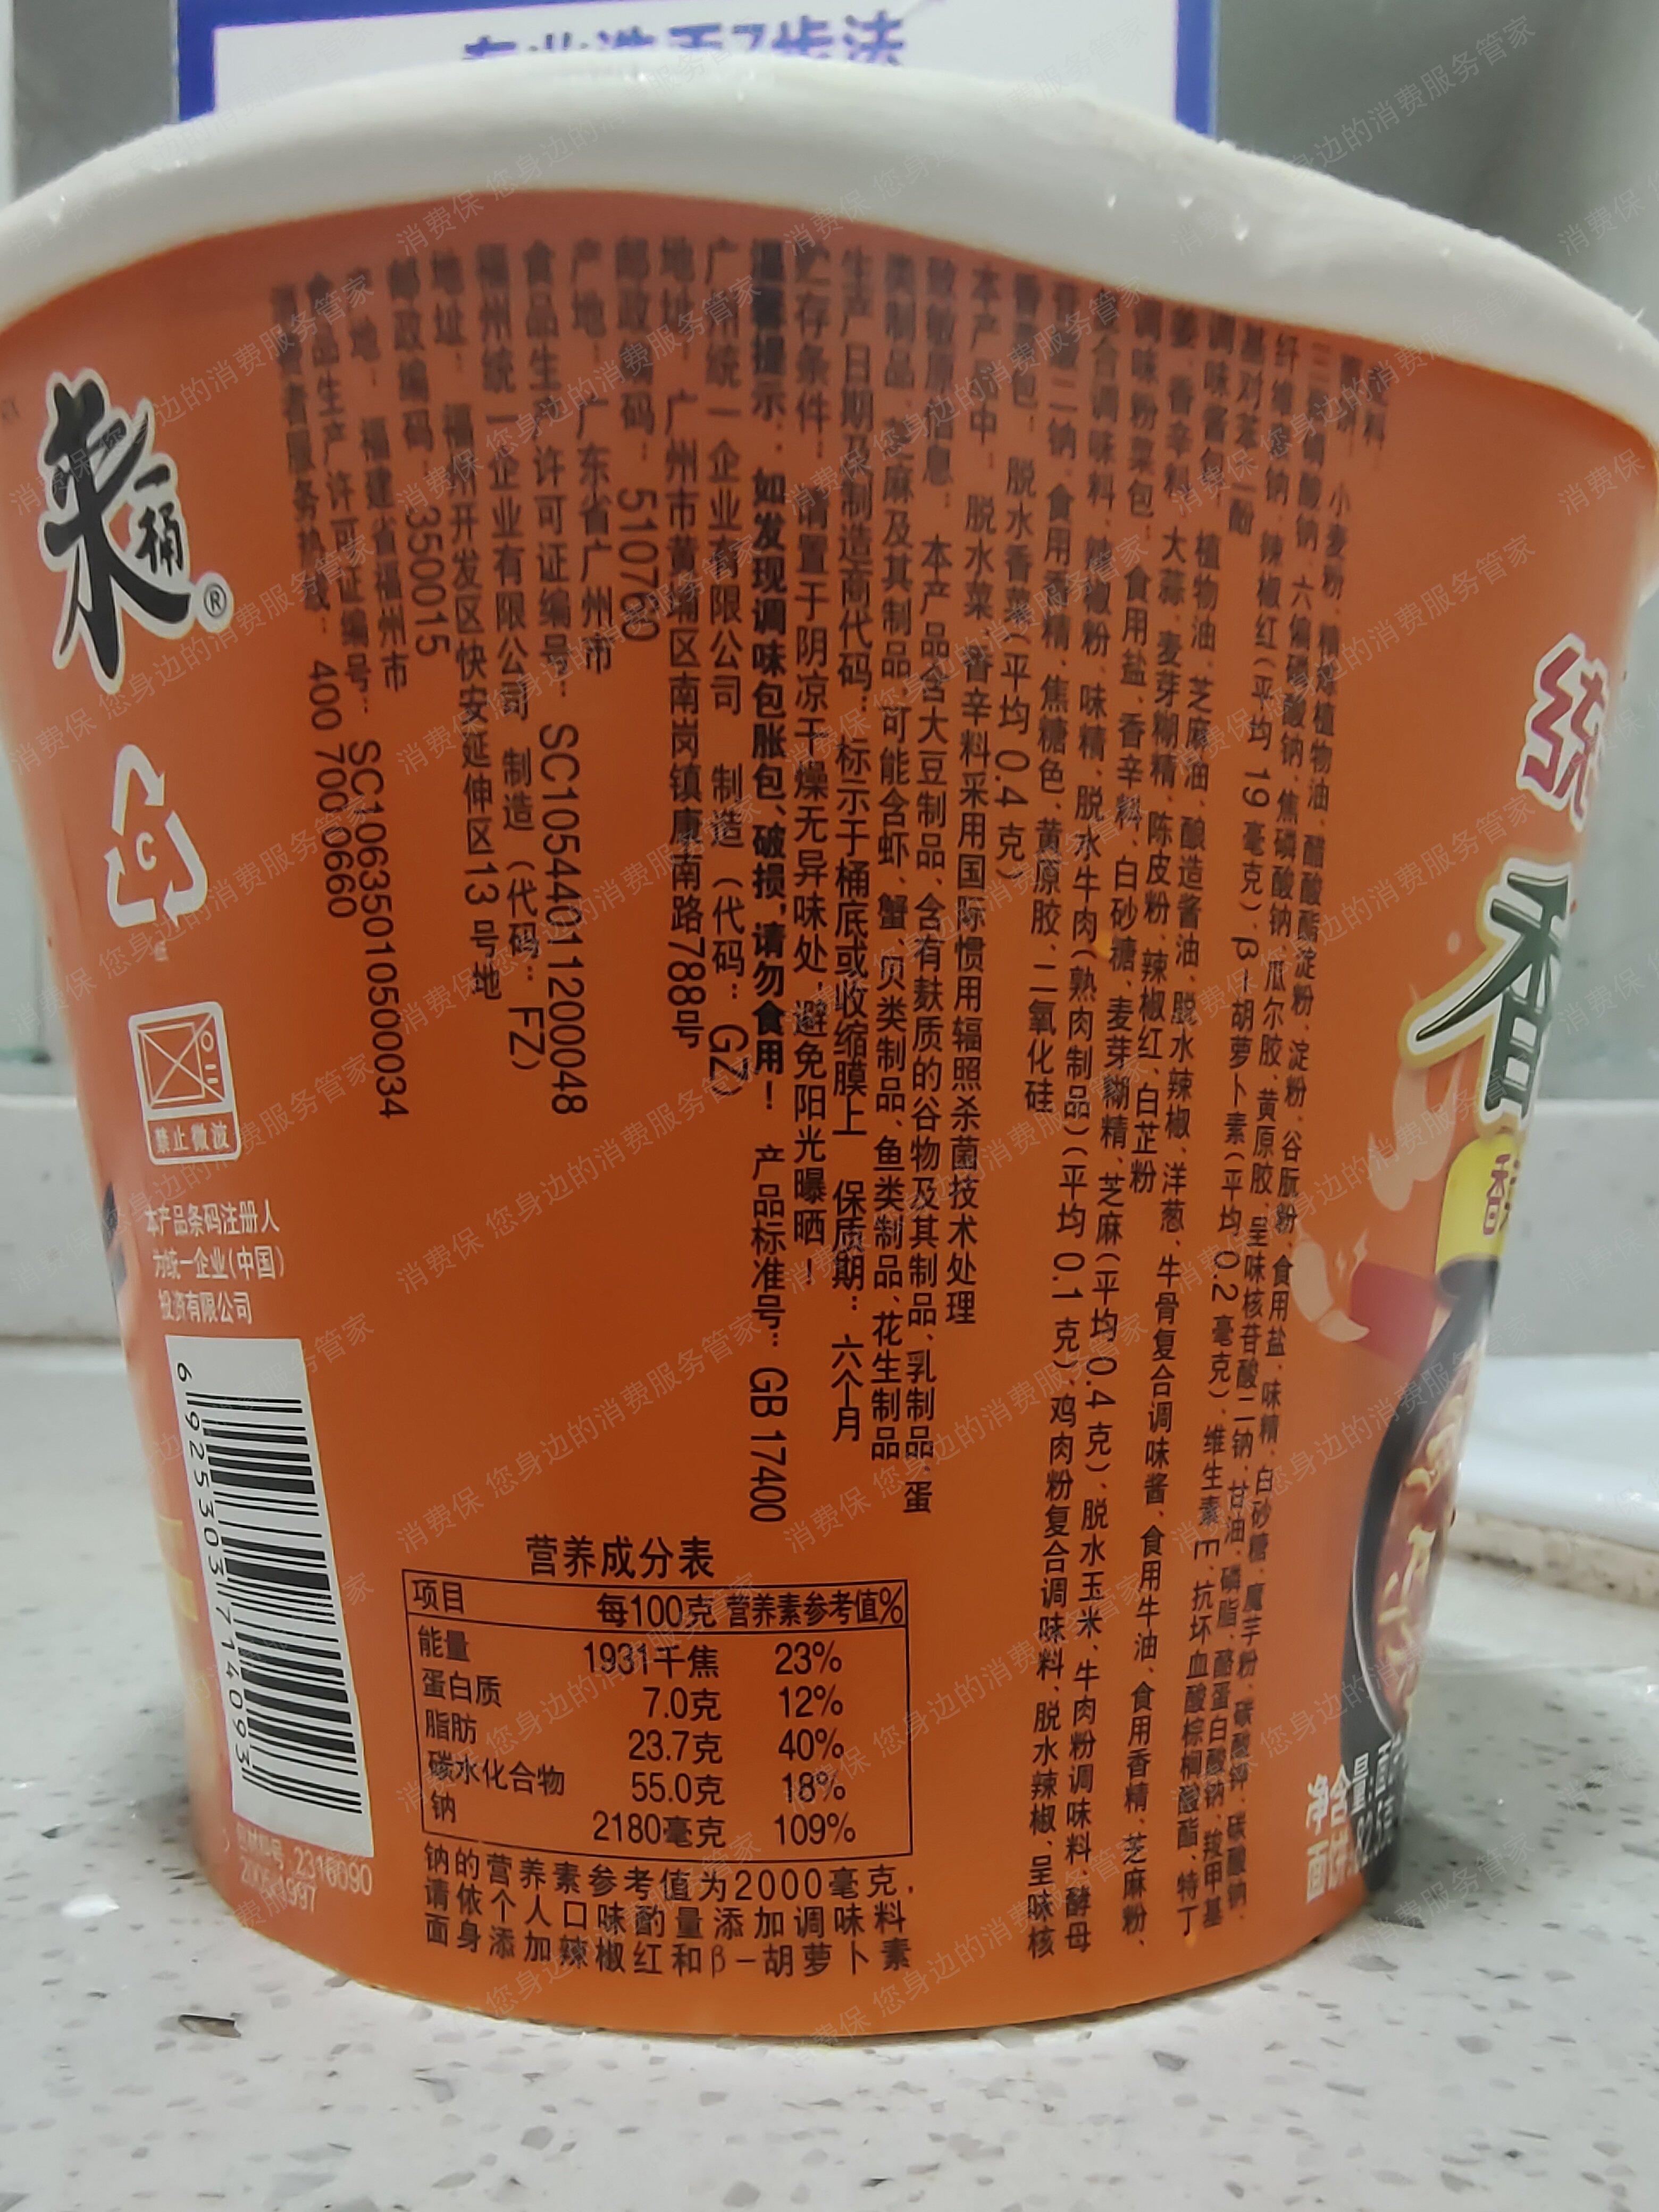 来一桶®
禁止微波
本产品条码注册人
为统一企业(中国)
投资有限公司
6 925303 714093
2316090
配料:
面饼: 小麦粉、精炼植物油、醋酸酯淀粉、淀粉、谷朊粉、食用盐、味精、白砂糖、魔芋粉、碳酸钾、碳酸钠、
三聚磷酸钠、六偏磷酸钠、焦磷酸钠、瓜尔胶、黄原胶、呈味核苷酸二钠、甘油、磷脂、酪蛋白酸钠、羧甲基
纤维素钠、辣椒红(平均 19 毫克)、β-胡萝卜素(平均 0.2 毫克)、维生素 E、抗坏血酸棕榈酸酯、特丁
基对苯二酚
调味酱包: 植物油、芝麻油、酿造酱油、脱水辣椒、洋葱、牛骨复合调味酱、食用牛油、食用香精、芝麻粉、
香辛料、大蒜、麦芽糊精、陈皮粉、辣椒红、白芷粉
调味粉菜包: 食用盐、香辛料、白砂糖、麦芽糊精、芝麻(平均 0.4 克)、脱水玉米、牛肉粉调味料、酵母
复合调味料、辣椒粉、味精、脱水牛肉(熟肉制品)(平均 0.1 克)、鸡肉粉复合调味料、脱水辣椒、呈味核
苷酸二钠、食用香精、焦糖色、黄原胶、二氧化硅
香菜包: 脱水香菜(平均 0.4 克)
本产品中: 脱水菜、香辛料采用国际惯用辐照杀菌技术处理
致敏原信息: 本产品含大豆制品、含有麸质的谷物及其制品、乳制品、蛋
类制品、芝麻及其制品, 可能含虾、蟹、贝类制品、鱼类制品、花生制品
生产日期及制造商代码: 标示于桶底或收缩膜上 保质期: 六个月
贮存条件: 请置于阴凉干燥无异味处, 避免阳光曝晒!
温馨提示: 如发现调味包胀包、破损, 请勿食用! 产品标准号: GB 17400
广州统一企业有限公司 制造 (代码: GZ)
地址: 广州市黄埔区南岗镇康南路788号
邮政编码: 510760
产地: 广东省广州市
食品生产许可证编号: SC10544011200048
福州统一企业有限公司 制造 (代码: FZ)
地址: 福州开发区快安延伸区13 号地
邮政编码: 350015
产地: 福建省福州市
食品生产许可证编号: SC10635010500034
消费者服务热线: 400 700 0660
营养成分表
项目 每100克 营养素参考值%
能量 1931千焦 23%
蛋白质 7.0克 12%
脂肪 23.7克 40%
碳水化合物 55.0克 18%
钠 2180毫克 109%
钠的营养素参考值为2000毫克,
请依个人口味酌量添加调味料
面身添加辣椒红和β-胡萝卜素
统
香
净含量
面饼
消费保 您身边的消费服务管家